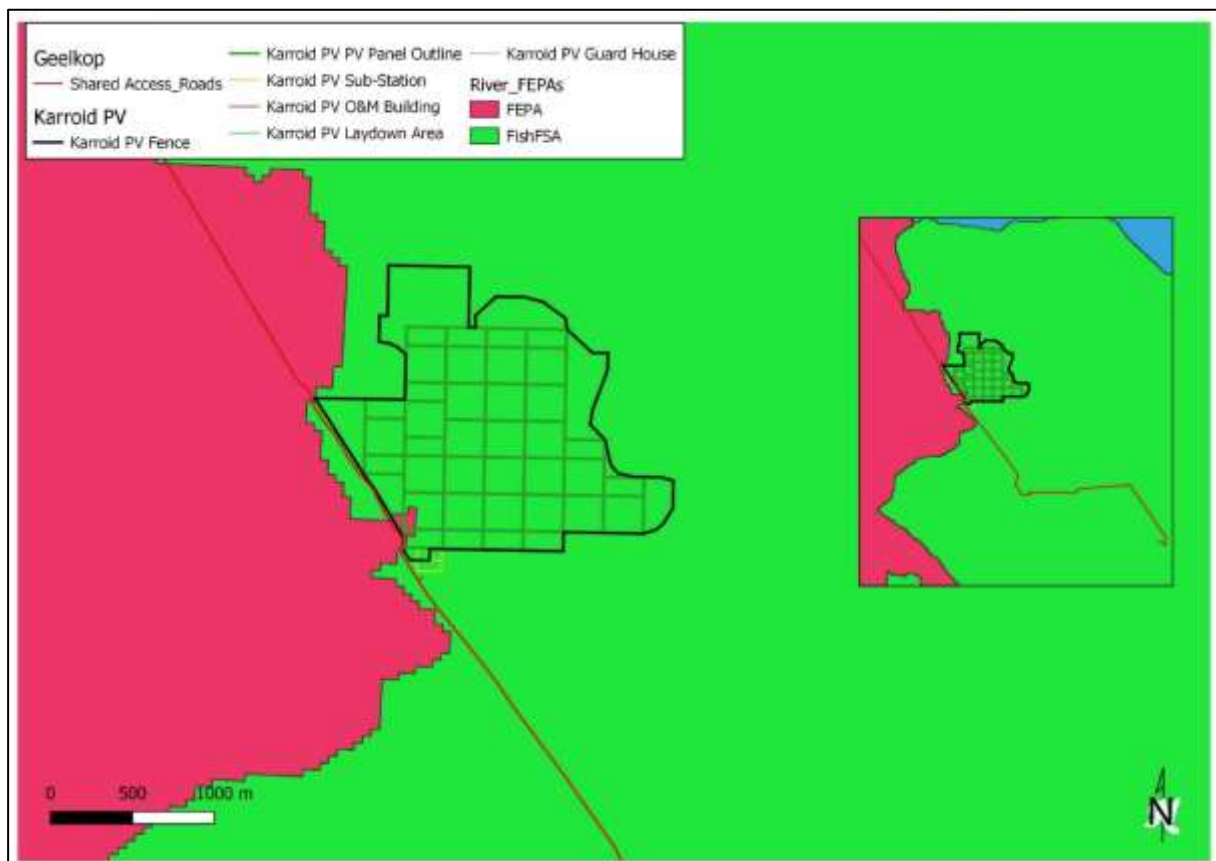 Geelkop
Shared Access_Roads
Karroid PV
Karroid PV Fence
Karroid PV PV Panel Outline
Karroid PV Sub-Station
Karroid PV O&M Building
Karroid PV Laydown Area
Karroid PV Guard House
River_FEPAs
FEPA
FishFSA
0 500 1000 m
N